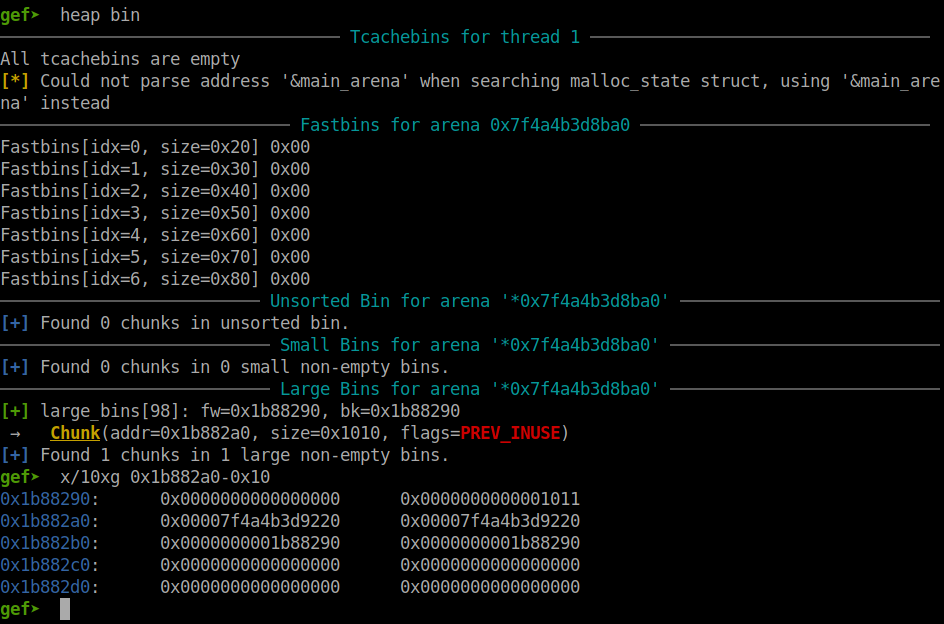 gef➤  heap bin
Tcachebins for thread 1
All tcachebins are empty
[*] Could not parse address '&main_arena' when searching malloc_state struct, using '&main_are
na' instead
Fastbins for arena 0x7f4a4b3d8ba0
Fastbins[idx=0, size=0x20] 0x00
Fastbins[idx=1, size=0x30] 0x00
Fastbins[idx=2, size=0x40] 0x00
Fastbins[idx=3, size=0x50] 0x00
Fastbins[idx=4, size=0x60] 0x00
Fastbins[idx=5, size=0x70] 0x00
Fastbins[idx=6, size=0x80] 0x00
Unsorted Bin for arena '*0x7f4a4b3d8ba0'
[+] Found 0 chunks in unsorted bin.
Small Bins for arena '*0x7f4a4b3d8ba0'
[+] Found 0 chunks in 0 small non-empty bins.
Large Bins for arena '*0x7f4a4b3d8ba0'
[+] large_bins[98]: fw=0x1b88290, bk=0x1b88290
→   Chunk(addr=0x1b882a0, size=0x1010, flags=PREV_INUSE)
[+] Found 1 chunks in 1 large non-empty bins.
gef➤  x/10xg 0x1b882a0-0x10
0x1b88290:      0x0000000000000000      0x0000000000001011
0x1b882a0:      0x00007f4a4b3d9220      0x00007f4a4b3d9220
0x1b882b0:      0x0000000001b88290      0x0000000001b88290
0x1b882c0:      0x0000000000000000      0x0000000000000000
0x1b882d0:      0x0000000000000000      0x0000000000000000
gef➤